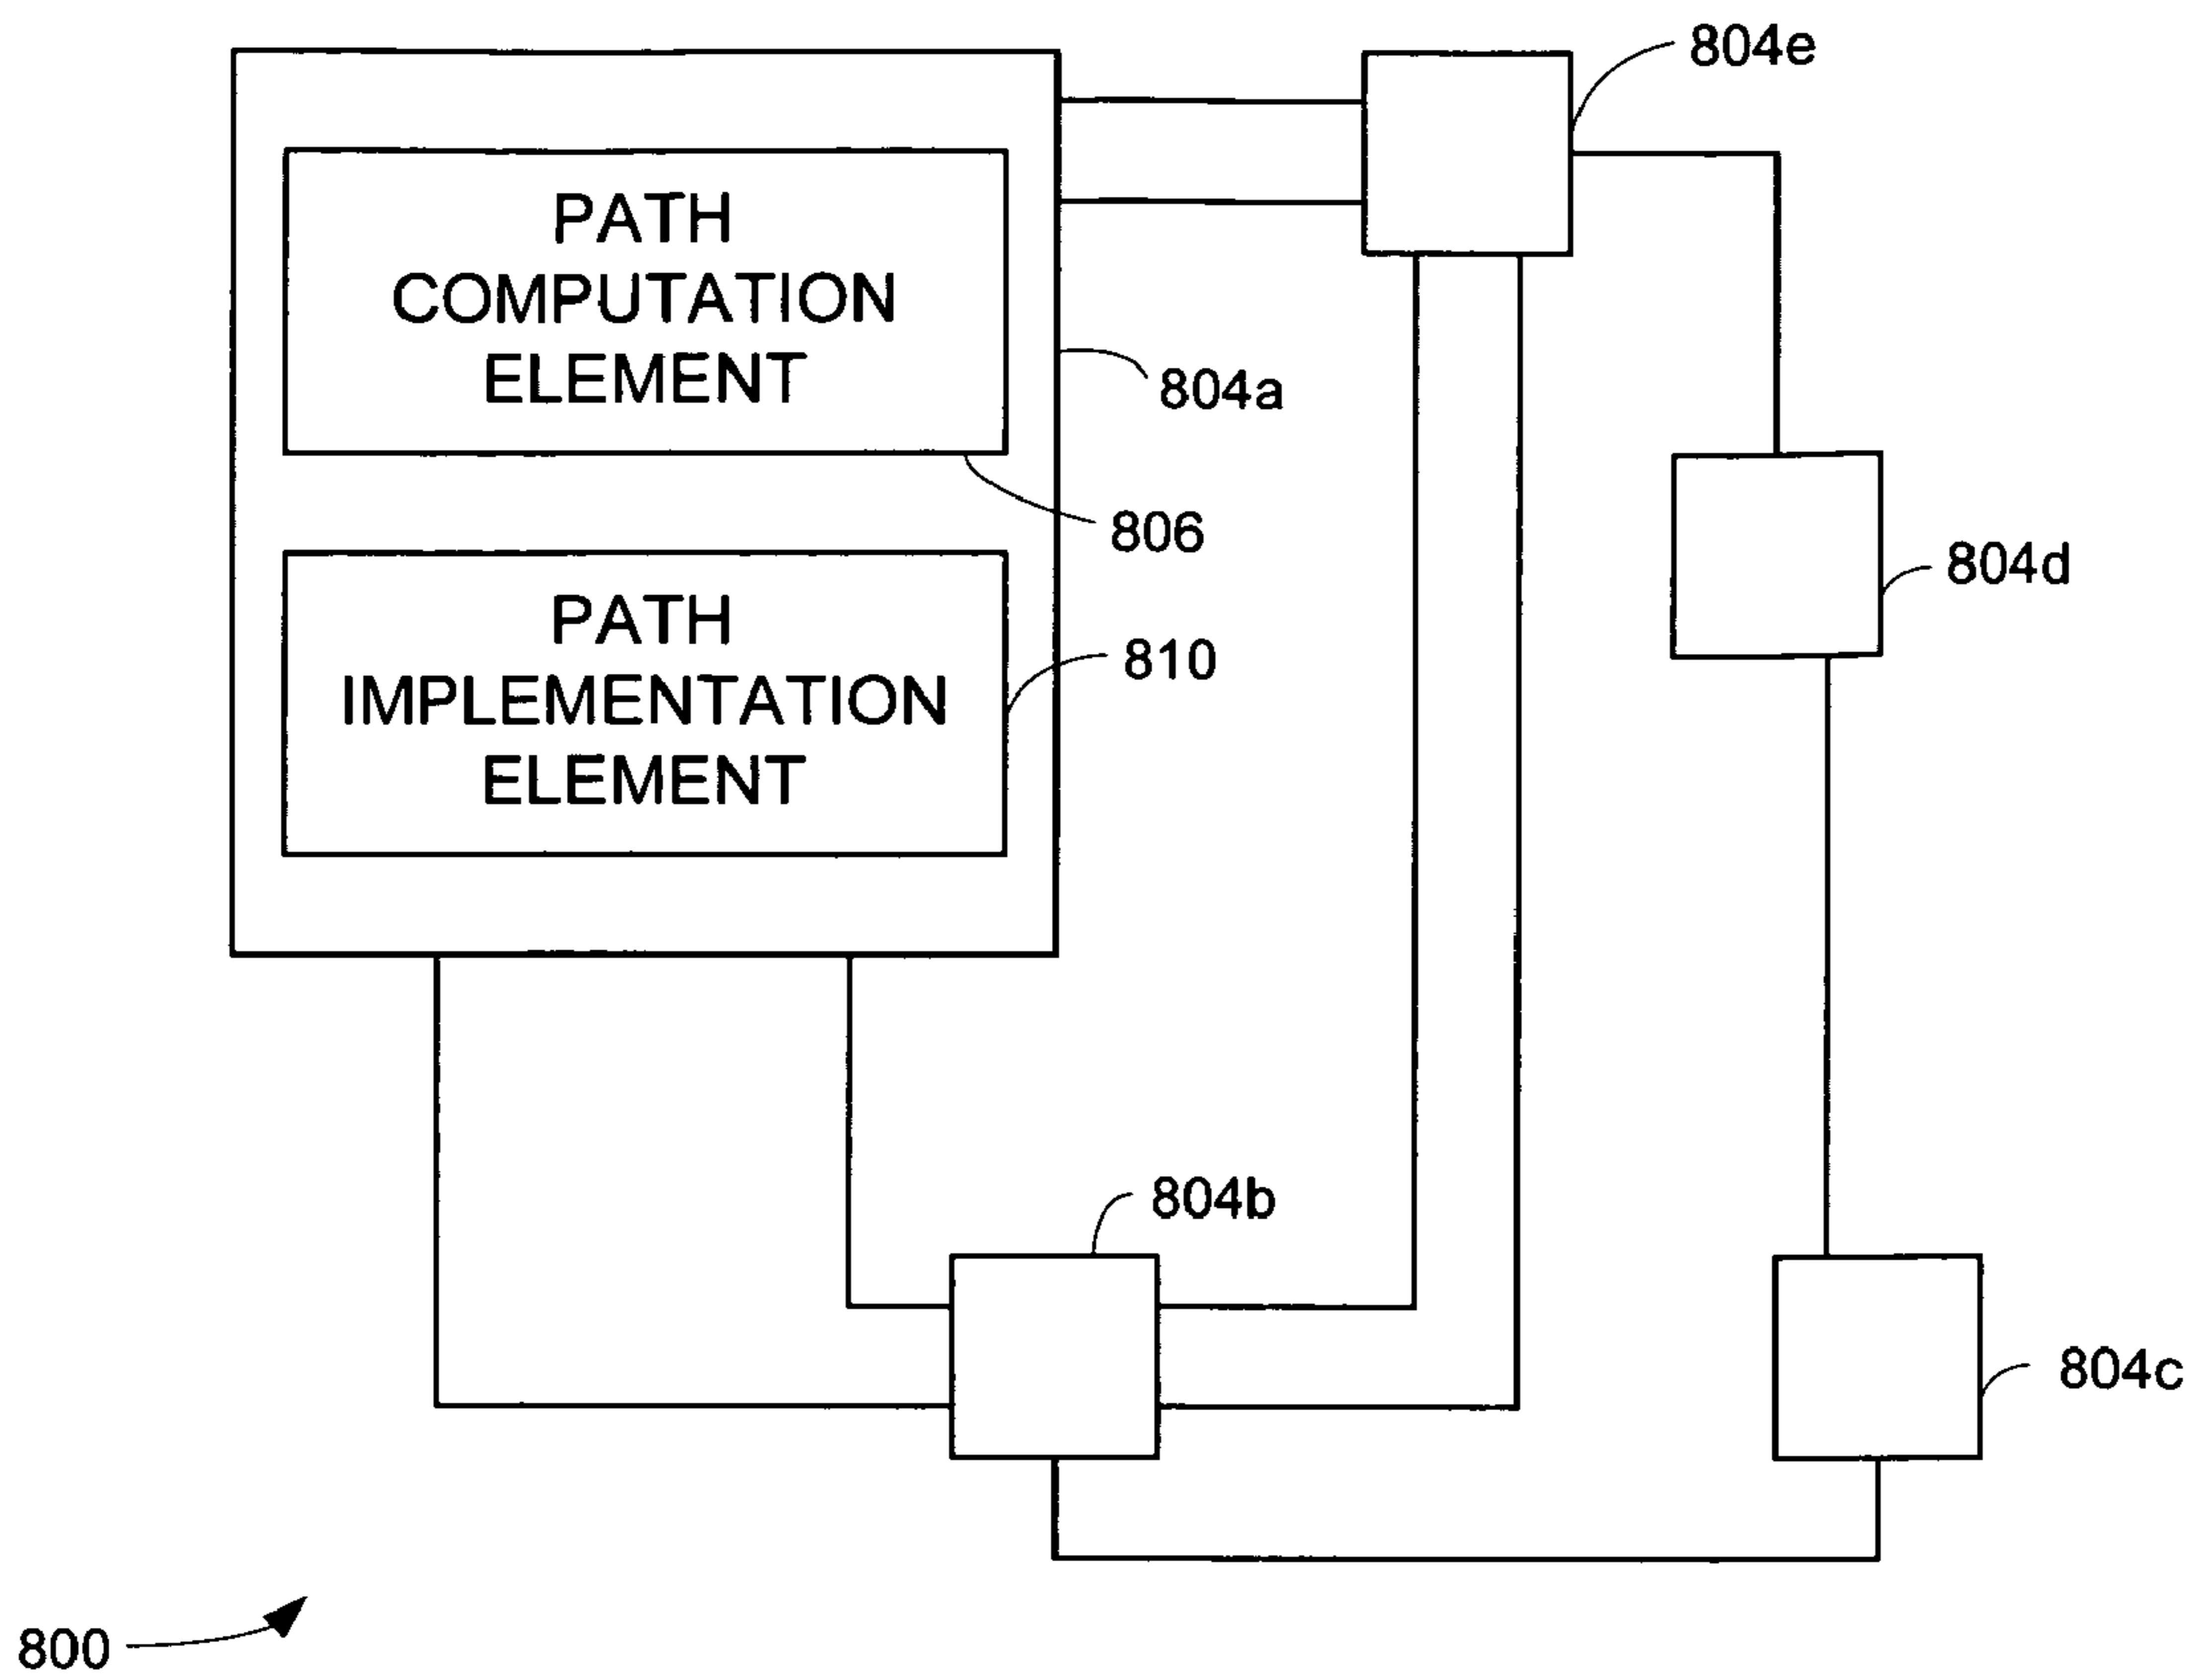 804e
PATH
COMPUTATION
ELEMENT
804a
806
804d
PATH
IMPLEMENTATION
ELEMENT
810
804b
804c
800